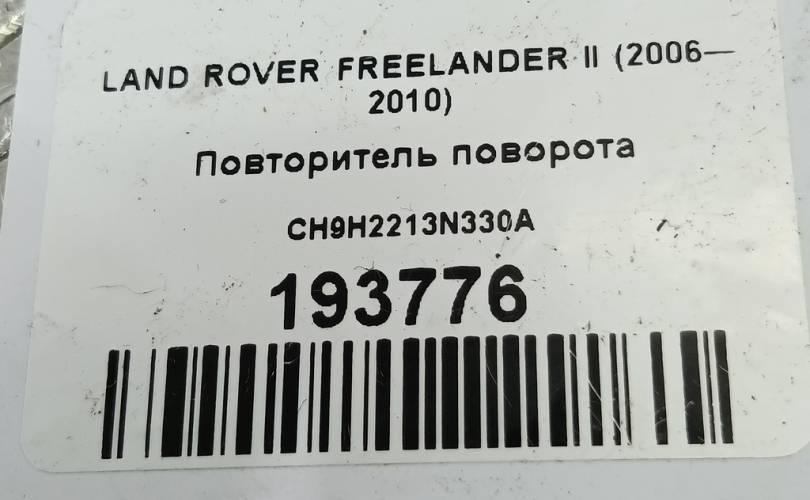 LAND ROVER FREELANDER II (2006—
2010)
Повторитель поворота
CH9H2213N330A
193776